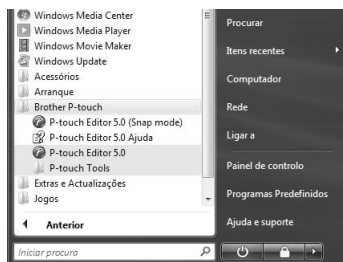 Windows Media Center
Windows Media Player
Windows Movie Maker
Windows Update
Acessórios
Arranque
Brother P-touch
P-touch Editor 5.0 (Snap mode)
P-touch Editor 5.0 Ajuda
P-touch Editor 5.0
P-touch Tools
Extras e Actualizações
Jogos
Anterior
Iniciar procura
Procurar
Itens recentes
Computador
Rede
Ligar a
Painel de controlo
Programas Predefinidos
Ajuda e suporte